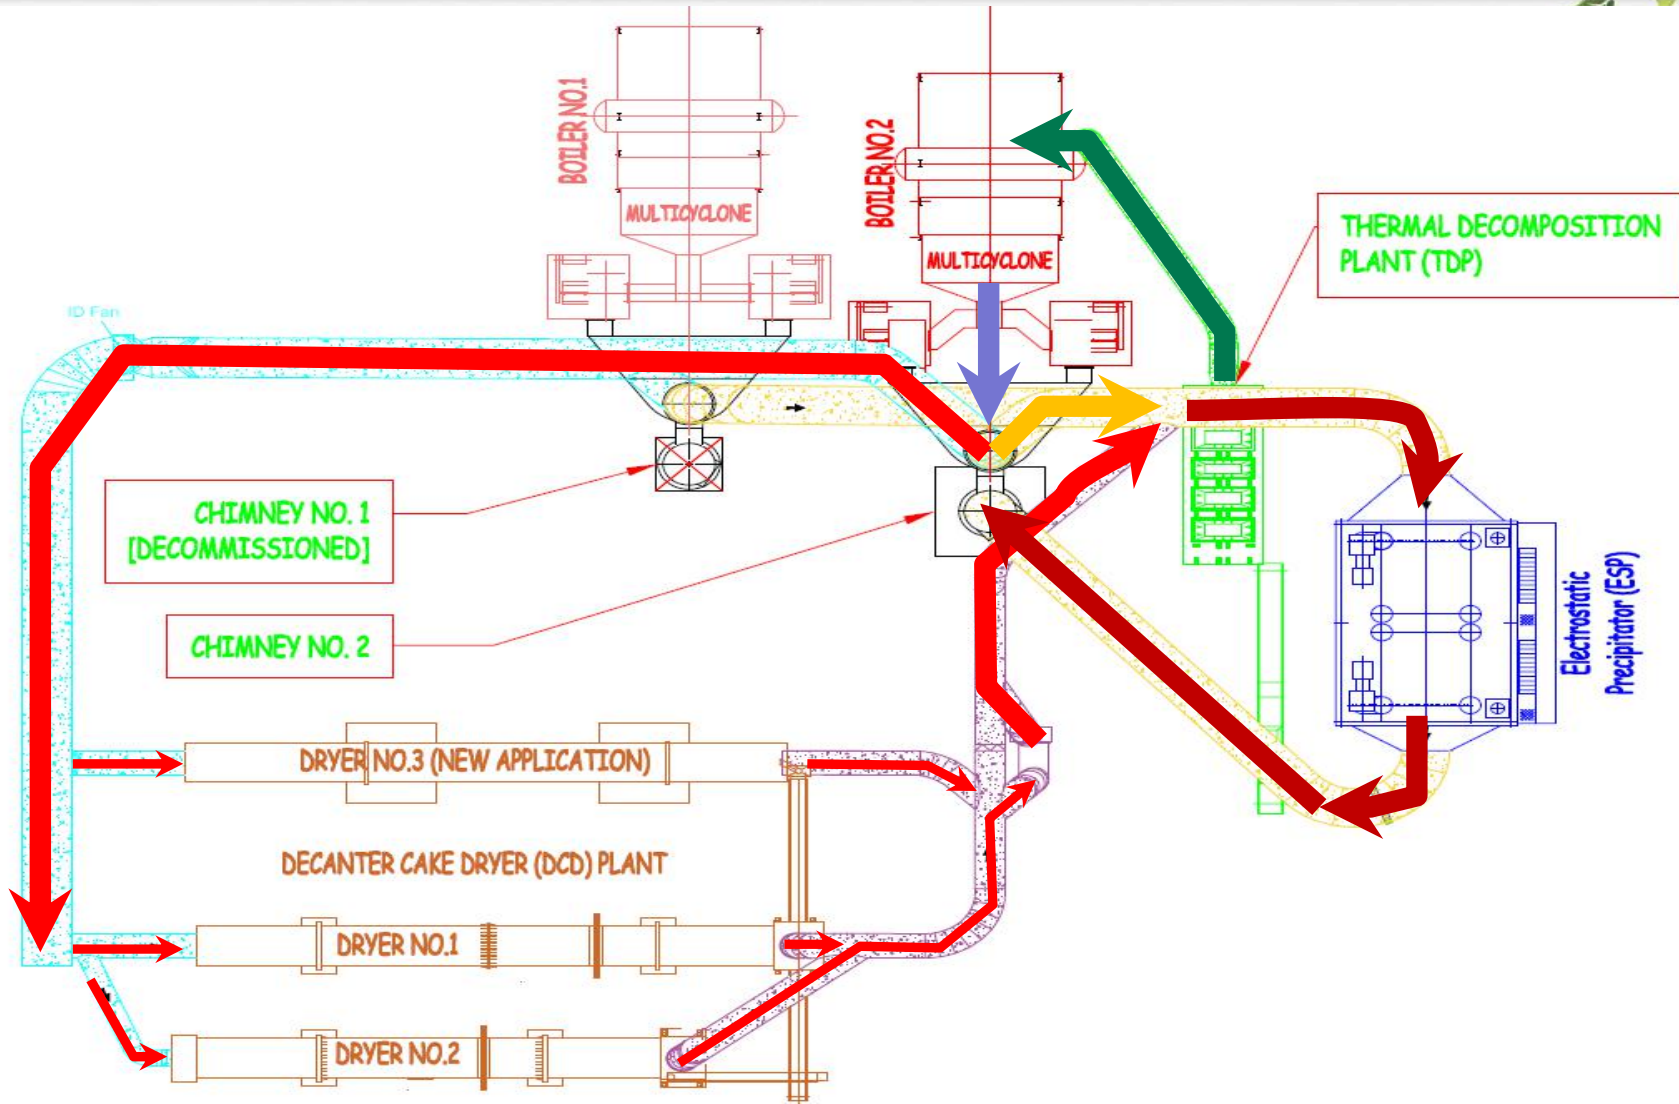 BOILER NO.1
MULTICYCLONE
BOILER NO.2
MULTICYCLONE
THERMAL DECOMPOSITION
PLANT (TDP)
ID Fan
CHIMNEY NO. 1
[DECOMMISSIONED]
CHIMNEY NO. 2
Electrostatic
Precipitator (ESP)
DRYER NO.3 (NEW APPLICATION)
DECANTER CAKE DRYER (DCD) PLANT
DRYER NO.1
DRYER NO.2